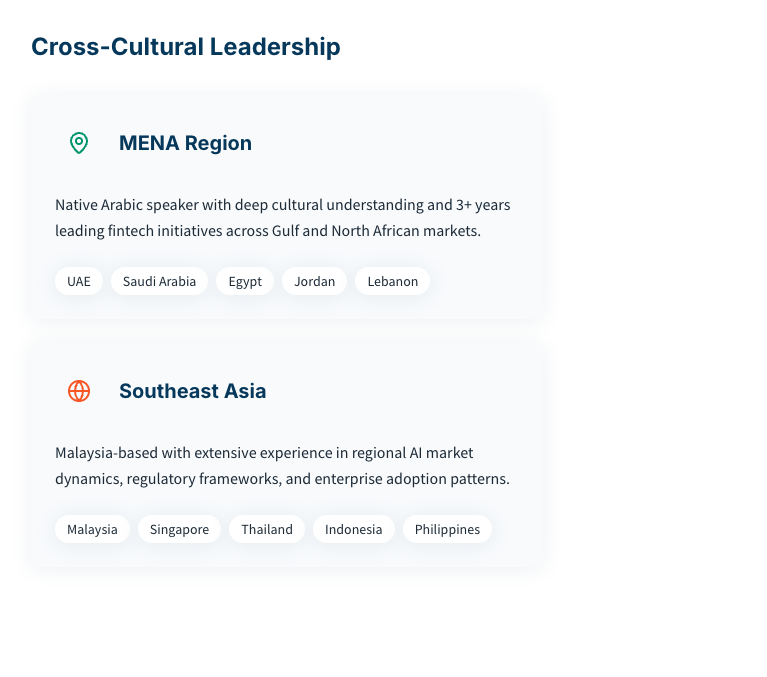 Cross-Cultural Leadership
MENA Region
Native Arabic speaker with deep cultural understanding and 3+ years
leading fintech initiatives across Gulf and North African markets.
UAE Saudi Arabia Egypt Jordan Lebanon
Southeast Asia
Malaysia-based with extensive experience in regional AI market
dynamics, regulatory frameworks, and enterprise adoption patterns.
Malaysia Singapore Thailand Indonesia Philippines